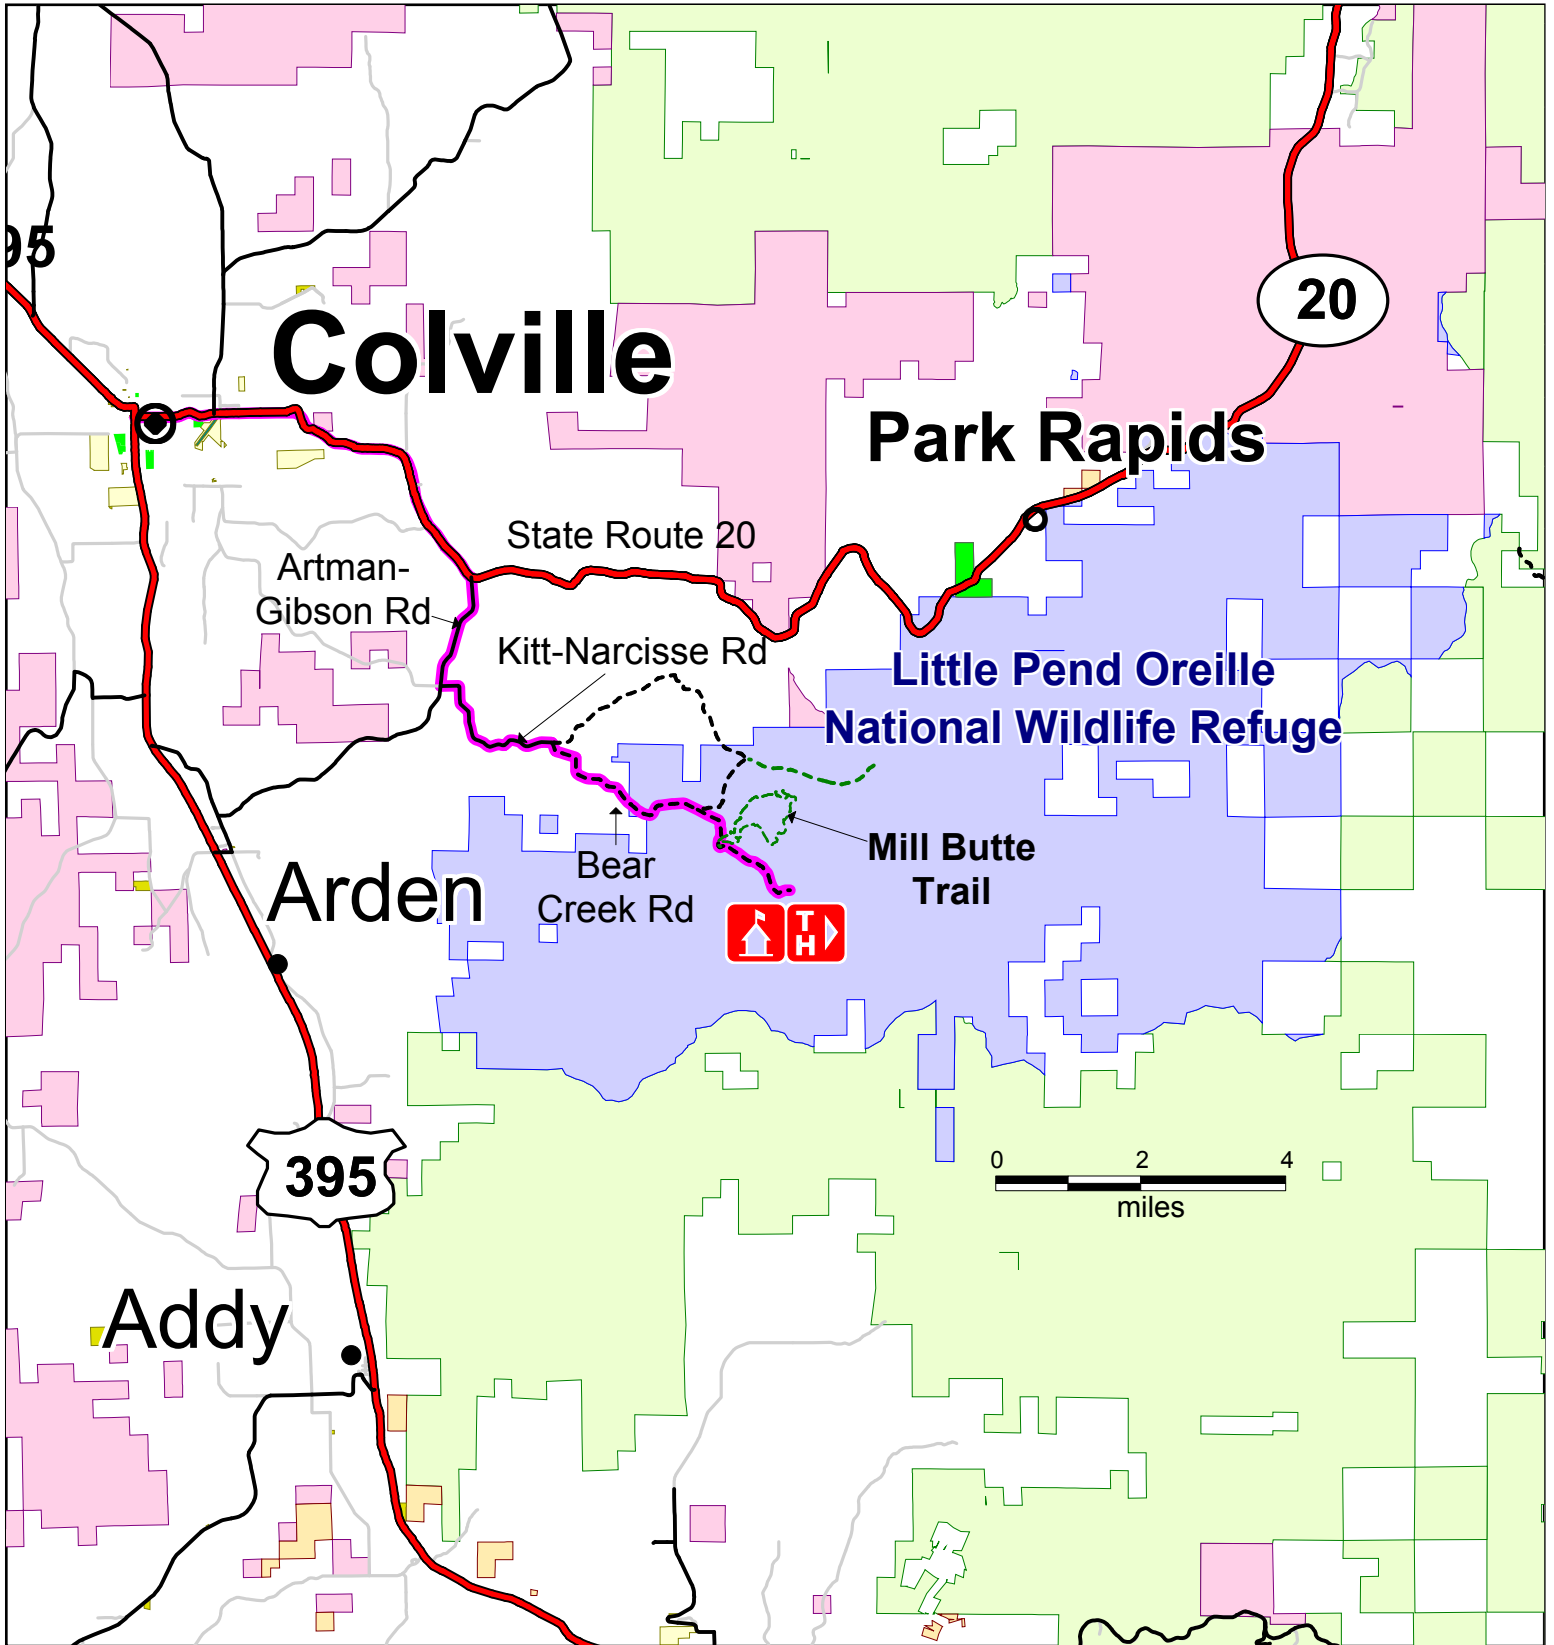 95
Colville
20
Park Rapids
State Route 20
Artman-
Gibson Rd
Kitt-Narcisse Rd
Little Pend Oreille
National Wildlife Refuge
Mill Butte
Trail
Bear
Creek Rd
Arden
T
H
395
0 2 4
miles
Addy